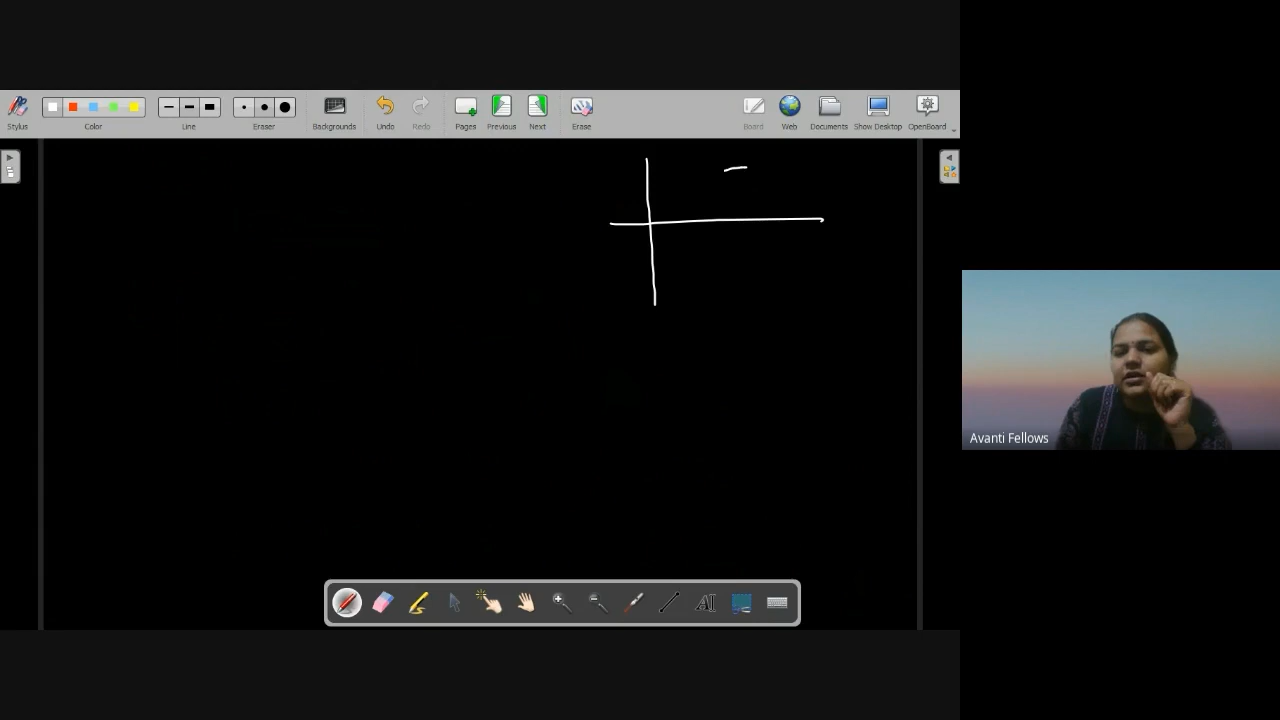 Stylus
Color
Line
Eraser
Backgrounds
Undo
Redo
Pages
Previous
Next
Erase
Board
Web
Documents
Show Desktop
OpenBoard
AI
Avanti Fellows